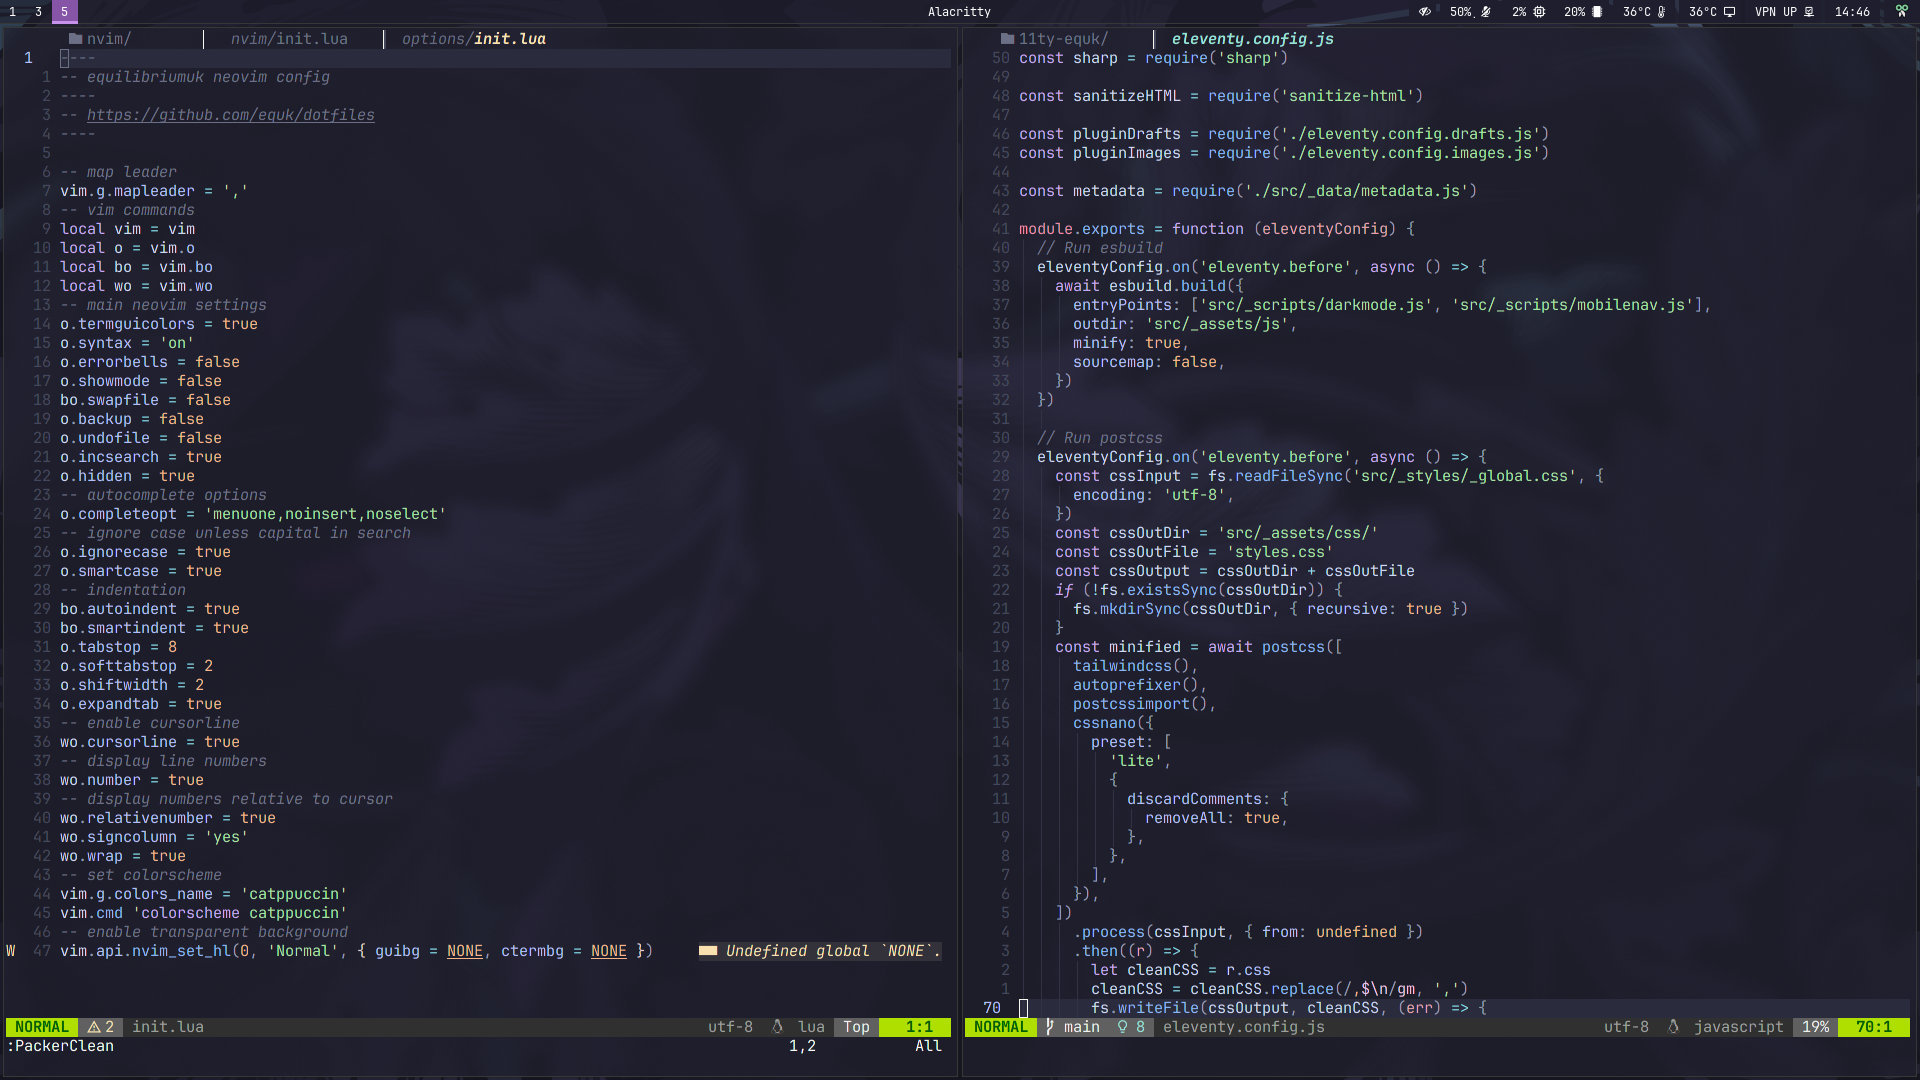 1 3 5 Alacritty 50% 2% 20% 36°C 36°C VPN UP 14:46
nvim/ nvim/init.lua options/init.lua
1 ----
1 -- equilibriumuk neovim config
2 ----
3 -- https://github.com/equk/dotfiles
4 ----
5
6 -- map leader
7 vim.g.mapleader = ','
8 -- vim commands
9 local vim = vim
10 local o = vim.o
11 local bo = vim.bo
12 local wo = vim.wo
13 -- main neovim settings
14 o.termguicolors = true
15 o.syntax = 'on'
16 o.errorbells = false
17 o.showmode = false
18 bo.swapfile = false
19 o.backup = false
20 o.undofile = false
21 o.incsearch = true
22 o.hidden = true
23 -- autocomplete options
24 o.completeopt = 'menuone,noinsert,noselect'
25 -- ignore case unless capital in search
26 o.ignorecase = true
27 o.smartcase = true
28 -- indentation
29 bo.autoindent = true
30 bo.smartindent = true
31 o.tabstop = 8
32 o.softtabstop = 2
33 o.shiftwidth = 2
34 o.expandtab = true
35 -- enable cursorline
36 wo.cursorline = true
37 -- display line numbers
38 wo.number = true
39 -- display numbers relative to cursor
40 wo.relativenumber = true
41 wo.signcolumn = 'yes'
42 wo.wrap = true
43 -- set colorscheme
44 vim.g.colors_name = 'catppuccin'
45 vim.cmd 'colorscheme catppuccin'
46 -- enable transparent background
W 47 vim.api.nvim_set_hl(0, 'Normal', { guibg = NONE, ctermbg = NONE }) Undefined global `NONE`.
NORMAL 2 init.lua utf-8 lua Top 1:1
:PackerClean 1,2 All
11ty-equk/ eleventy.config.js
50 const sharp = require('sharp')
49
48 const sanitizeHTML = require('sanitize-html')
47
46 const pluginDrafts = require('./eleventy.config.drafts.js')
45 const pluginImages = require('./eleventy.config.images.js')
44
43 const metadata = require('./src/_data/metadata.js')
42
41 module.exports = function (eleventyConfig) {
40 // Run esbuild
39 eleventyConfig.on('eleventy.before', async () => {
38 await esbuild.build({
37 entryPoints: ['src/_scripts/darkmode.js', 'src/_scripts/mobilenav.js'],
36 outdir: 'src/_assets/js',
35 minify: true,
34 sourcemap: false,
33 })
32 })
31
30 // Run postcss
29 eleventyConfig.on('eleventy.before', async () => {
28 const cssInput = fs.readFileSync('src/_styles/_global.css', {
27 encoding: 'utf-8',
26 })
25 const cssOutDir = 'src/_assets/css/'
24 const cssOutFile = 'styles.css'
23 const cssOutput = cssOutDir + cssOutFile
22 if (!fs.existsSync(cssOutDir)) {
21 fs.mkdirSync(cssOutDir, { recursive: true })
20 }
19 const minified = await postcss([
18 tailwindcss(),
17 autoprefixer(),
16 postcssimport(),
15 cssnano({
14 preset: [
13 'lite',
12 {
11 discardComments: {
10 removeAll: true,
9 },
8 },
7 ],
6 }),
5 ])
4 .process(cssInput, { from: undefined })
3 .then((r) => {
2 let cleanCSS = r.css
1 cleanCSS = cleanCSS.replace(/,$\n/gm, ',')
70 fs.writeFile(cssOutput, cleanCSS, (err) => {
NORMAL main 8 eleventy.config.js utf-8 javascript 19% 70:1